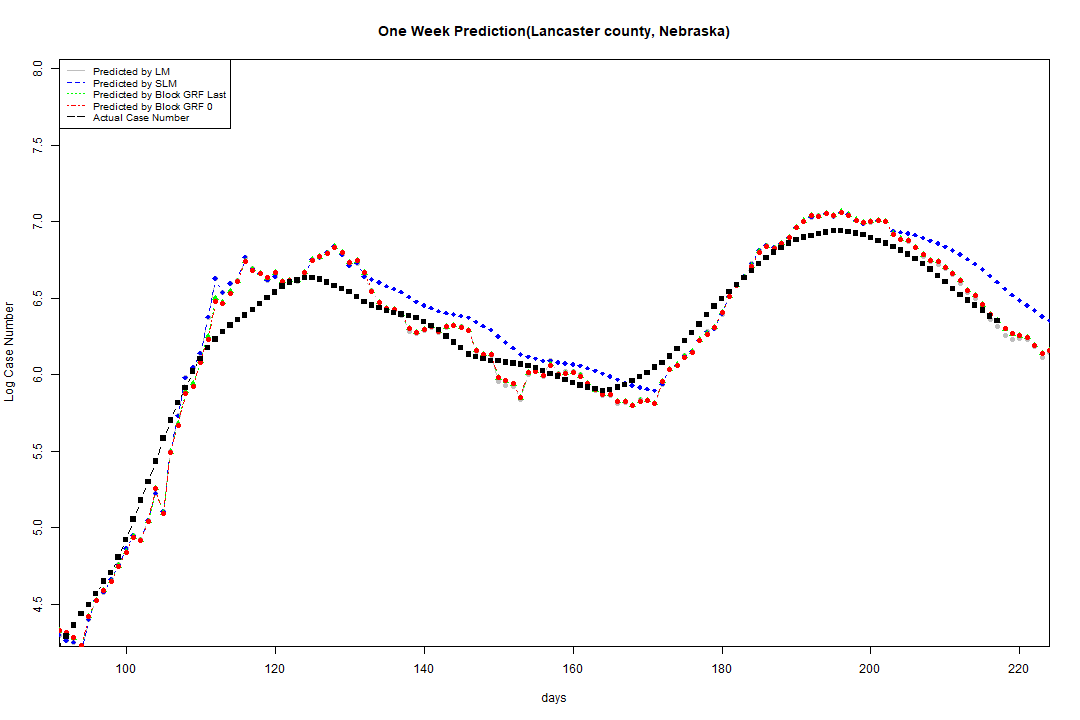 One Week Prediction(Lancaster county, Nebraska)
Predicted by LM
Predicted by SLM
Predicted by Block GRF Last
Predicted by Block GRF 0
Actual Case Number
8.0
7.5
7.0
6.5
6.0
5.5
5.0
4.5
Log Case Number
100
120
140
160
180
200
220
days